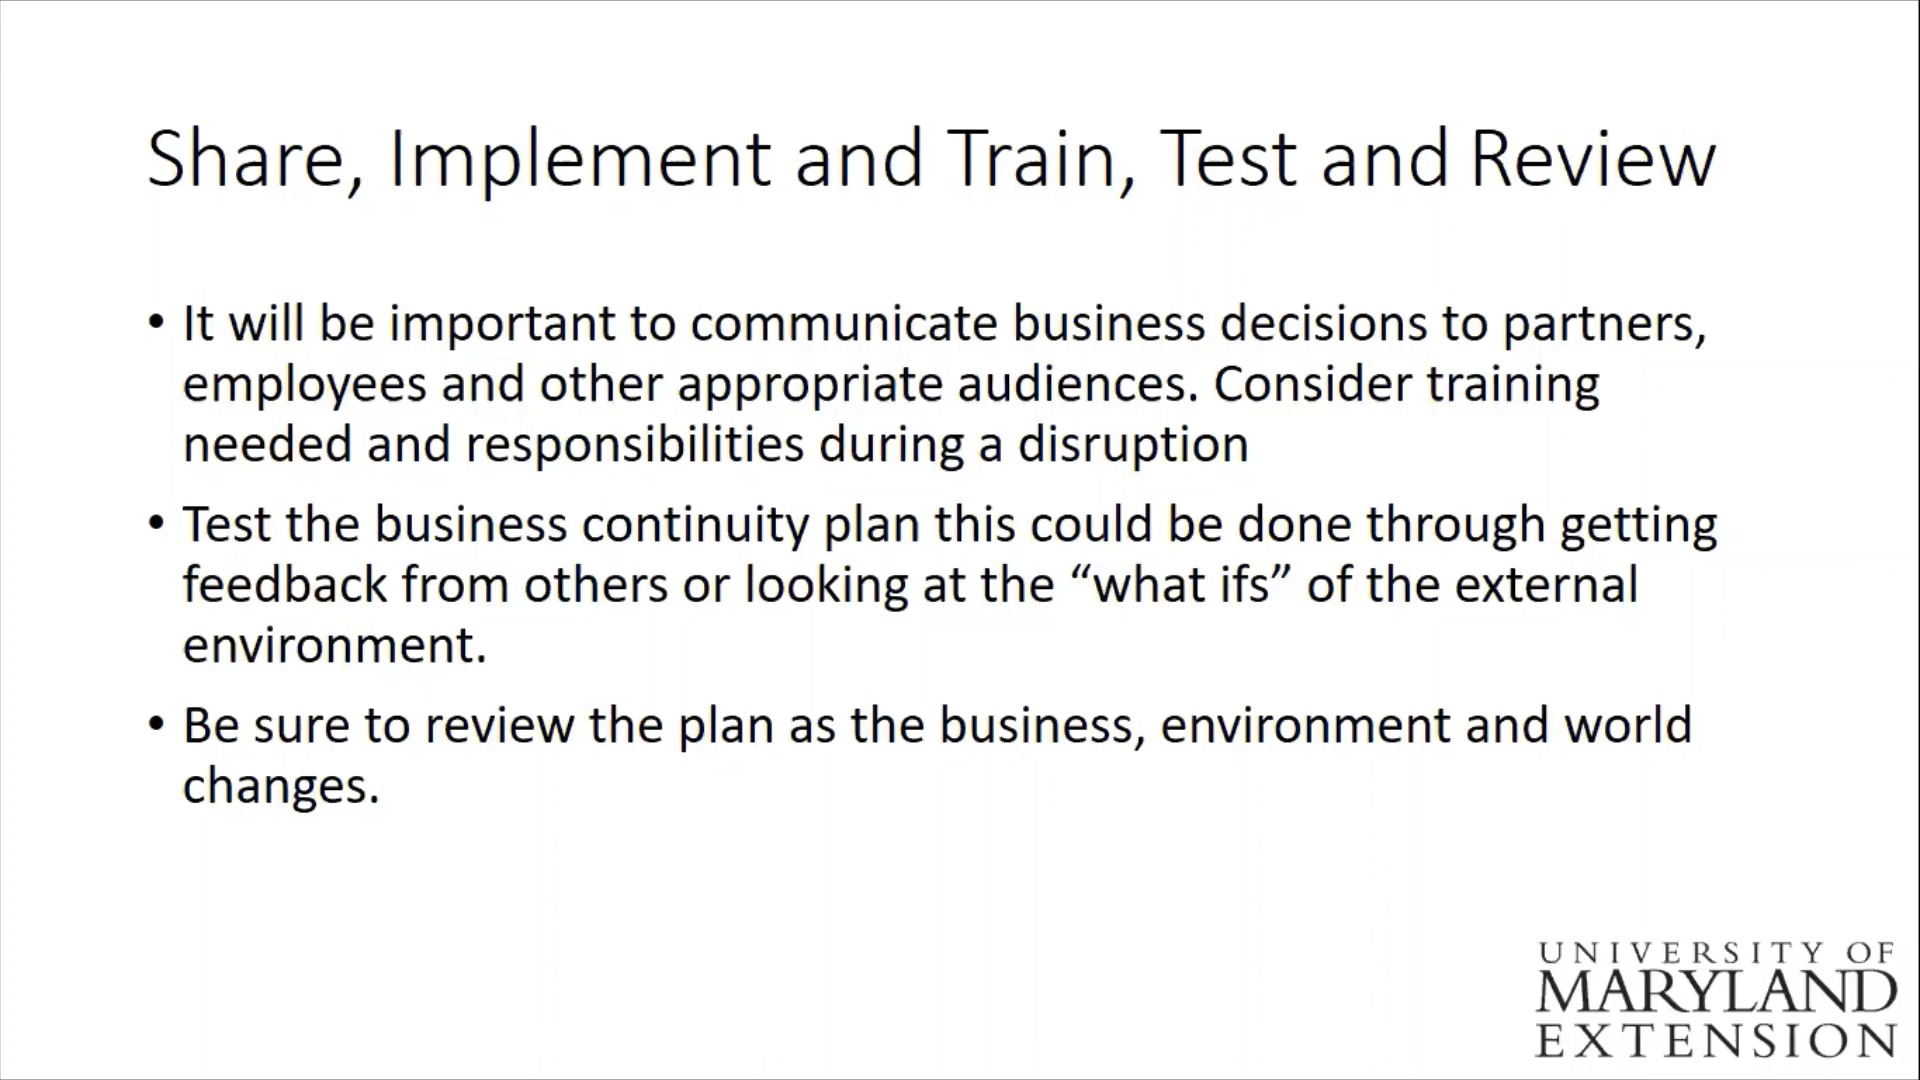 Share, Implement and Train, Test and Review
• It will be important to communicate business decisions to partners,
employees and other appropriate audiences. Consider training
needed and responsibilities during a disruption
• Test the business continuity plan this could be done through getting
feedback from others or looking at the “what ifs” of the external
environment.
• Be sure to review the plan as the business, environment and world
changes.
UNIVERSITY OF
MARYLAND
EXTENSION